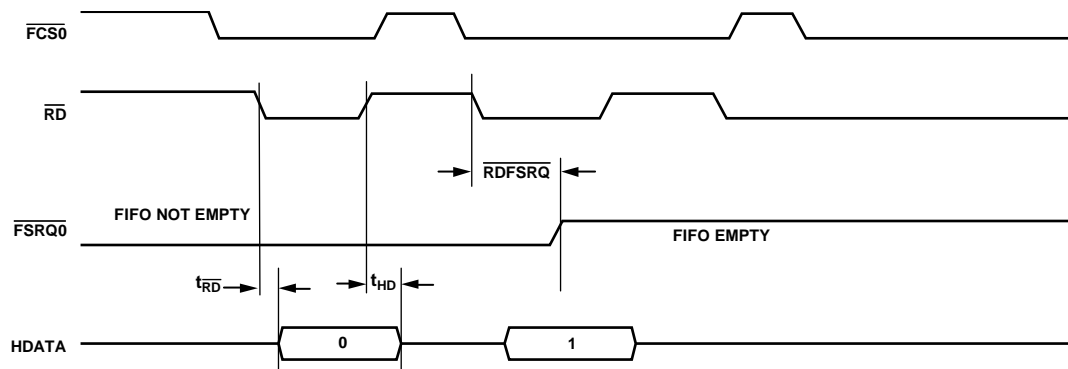 FCS0
RD
RDFSRQ
FIFO NOT EMPTY
FSRQ0
FIFO EMPTY
tRD
tHD
HDATA
0
1